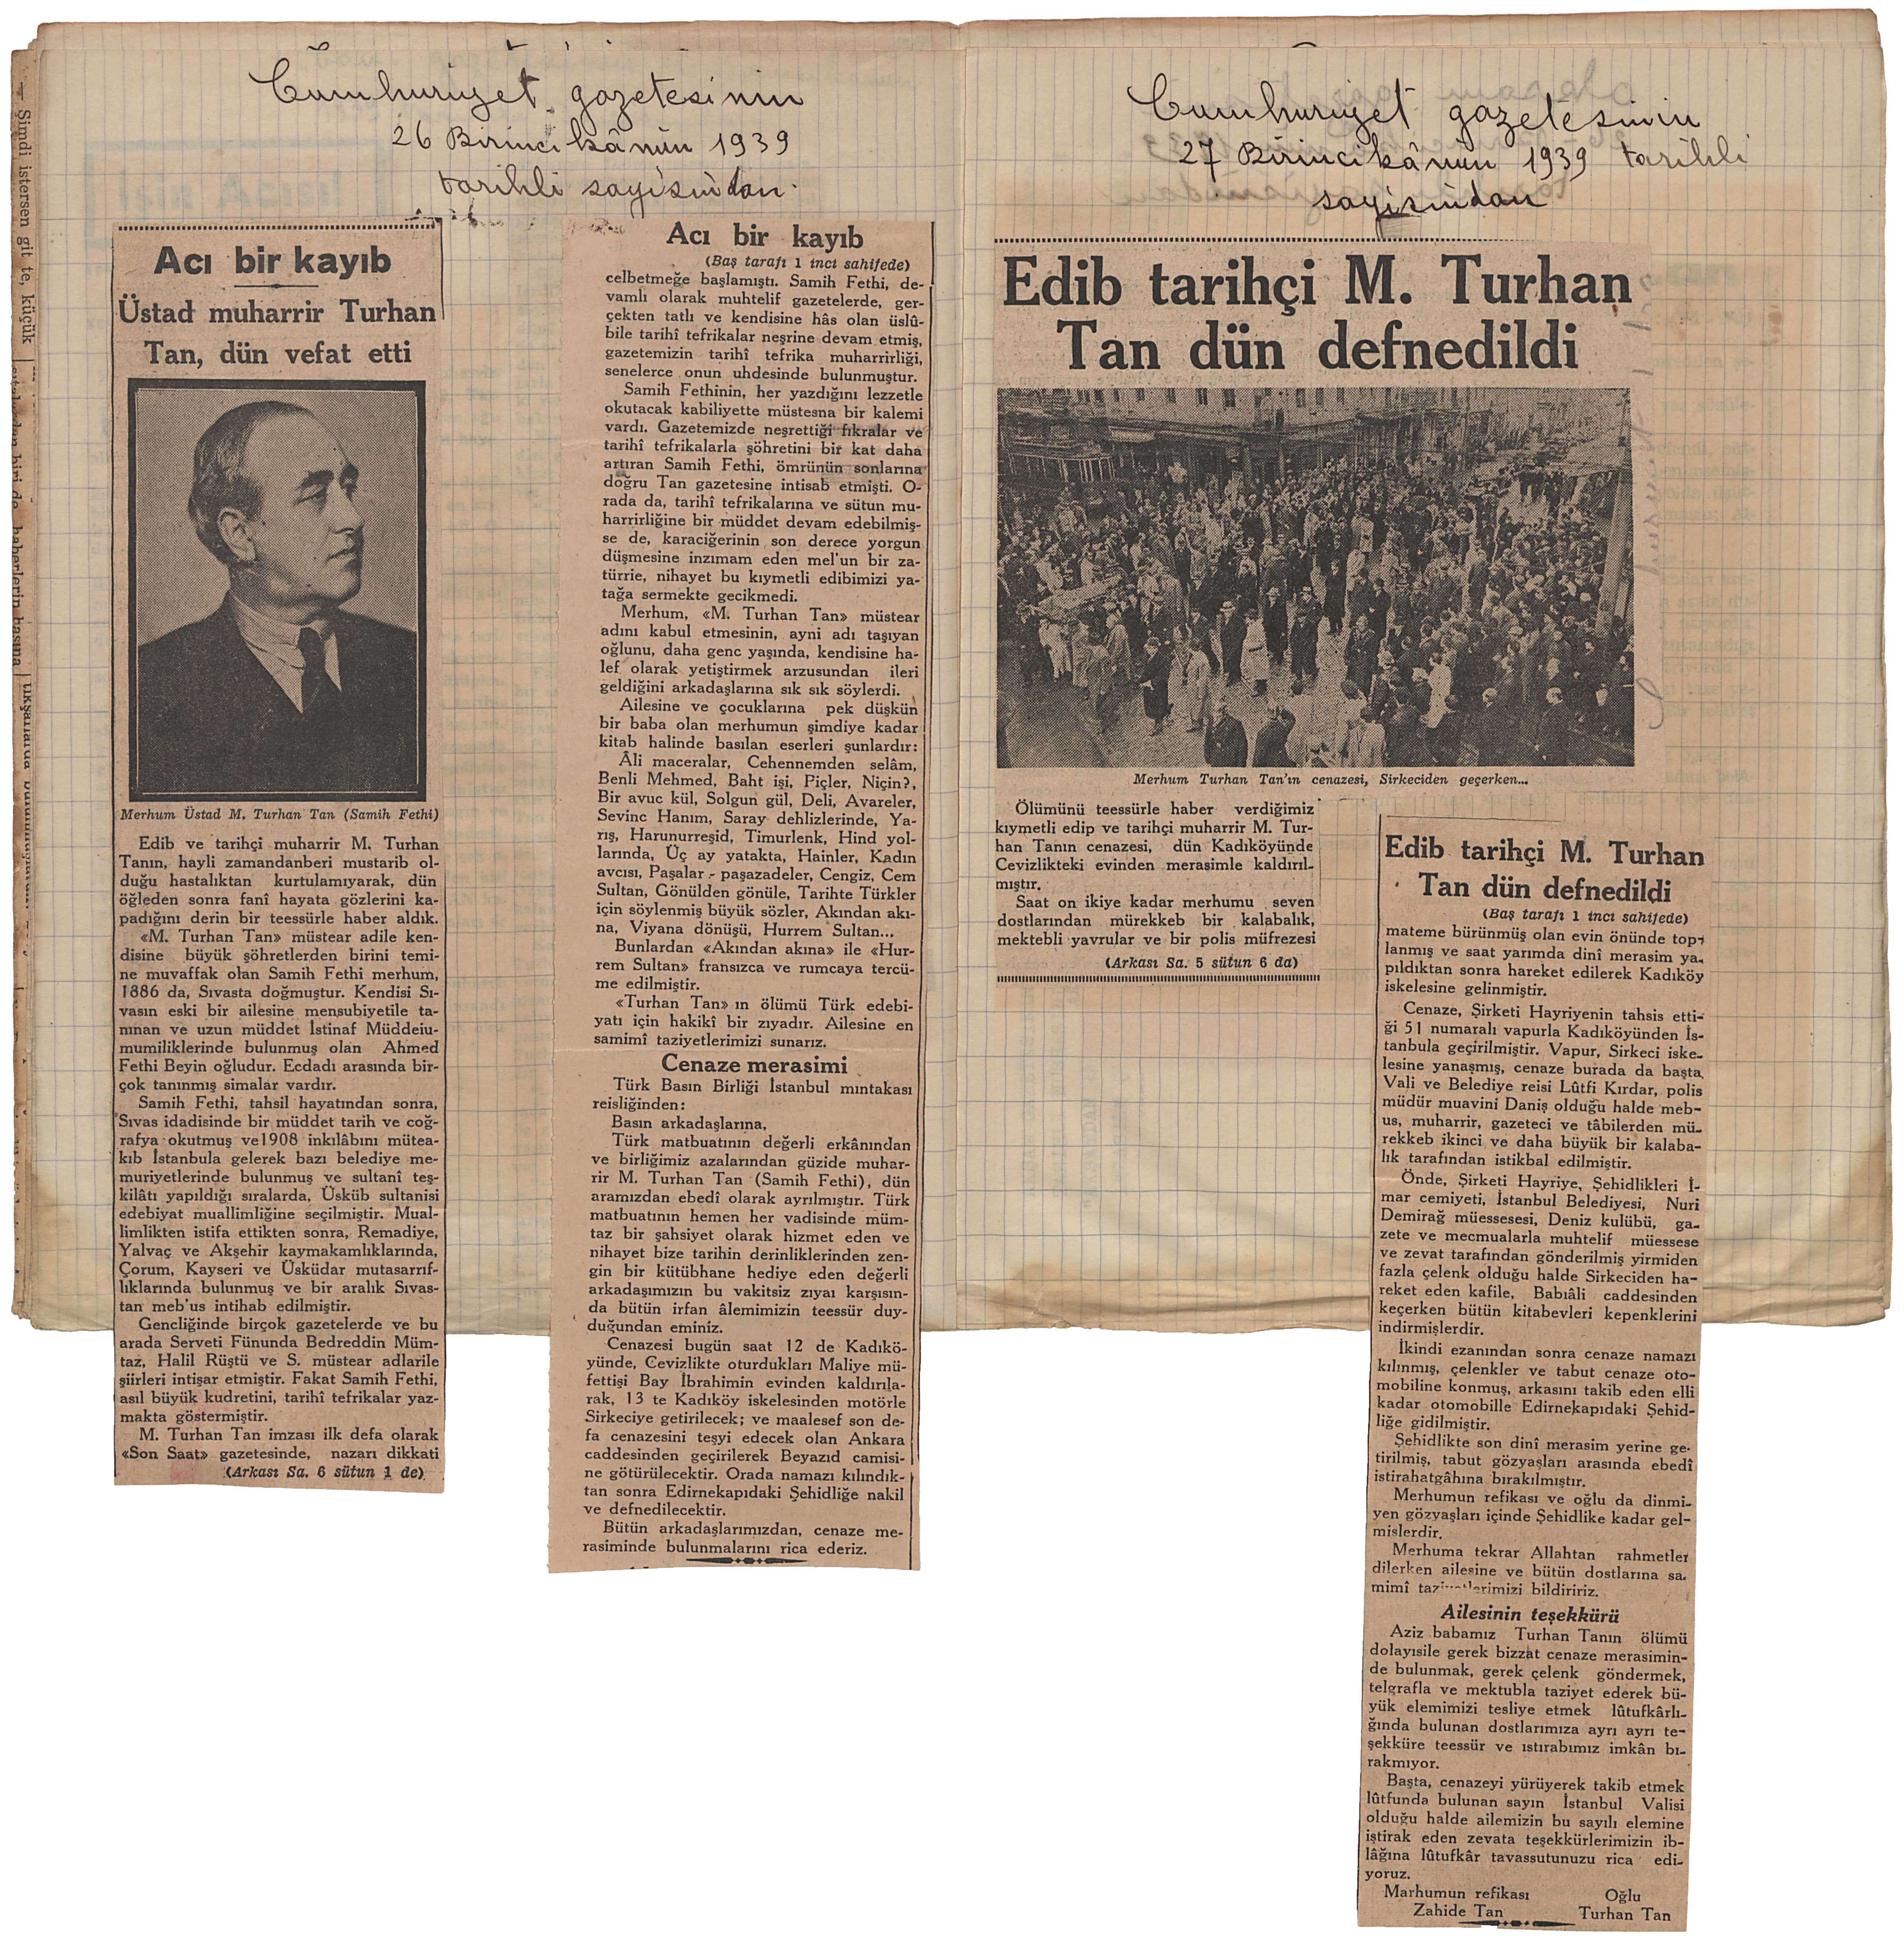 Cumhuriyet gazetesinin
26 Birincikânun 1939
tarihli sayısından.
Acı bir kayıb
Üstad muharrir Turhan
Tan, dün vefat etti
Merhum Üstad M. Turhan Tan (Samih Fethi)
Edib ve tarihçi muharrir M. Turhan
Tanın, hayli zamandanberi mustarib ol-
duğu hastalıktan kurtulamıyarak, dün
öğleden sonra fanî hayata gözlerini ka-
padığını derin bir teessürle haber aldık.
«M. Turhan Tan» müstear adile ken-
disine büyük şöhretlerden birini temi-
ne muvaffak olan Samih Fethi merhum,
1886 da, Sıvasta doğmuştur. Kendisi Sı-
vasın eski bir ailesine mensubiyetile ta-
nınan ve uzun müddet İstinaf Müddeiu-
mumiliklerinde bulunmuş olan Ahmed
Fethi Beyin oğludur. Ecdadı arasında bir-
çok tanınmış simalar vardır.
Samih Fethi, tahsil hayatından sonra,
Sıvas idadisinde bir müddet tarih ve coğ-
rafya okutmuş ve1908 inkılâbını mütea-
kıb İstanbula gelerek bazı belediye me-
muriyetlerinde bulunmuş ve sultanî teş-
kilâtı yapıldığı sıralarda, Üsküb sultanisi
edebiyat muallimliğine seçilmiştir. Mual-
limlikten istifa ettikten sonra, Remadiye,
Yalvaç ve Akşehir kaymakamlıklarında,
Çorum, Kayseri ve Üsküdar mutasarrıf-
lıklarında bulunmuş ve bir aralık Sıvas-
tan meb'us intihab edilmiştir.
Gencliğinde birçok gazetelerde ve bu
arada Serveti Fünunda Bedreddin Müm-
taz, Halil Rüştü ve S. müstear adlarile
şiirleri intişar etmiştir. Fakat Samih Fethi,
asıl büyük kudretini, tarihî tefrikalar yaz-
makta göstermiştir.
M. Turhan Tan imzası ilk defa olarak
«Son Saat» gazetesinde, nazarı dikkati
(Arkası Sa. 6 sütun 1 de)
Acı bir kayıb
(Baş tarafı 1 inci sahifede)
celbetmeğe başlamıştı. Samih Fethi, de-
vamlı olarak muhtelif gazetelerde, ger-
çekten tatlı ve kendisine hâs olan üslû-
bile tarihî tefrikalar neşrine devam etmiş,
gazetemizin tarihî tefrika muharrirliği,
senelerce onun uhdesinde bulunmuştur.
Samih Fethinin, her yazdığını lezzetle
okutacak kabiliyette müstesna bir kalemi
vardı. Gazetemizde neşrettiği fıkralar ve
tarihî tefrikalarla şöhretini bir kat daha
artıran Samih Fethi, ömrünün sonlarına
doğru Tan gazetesine intisab etmişti. O-
rada da, tarihî tefrikalarına ve sütun mu-
harrirliğine bir müddet devam edebilmiş-
se de, karaciğerinin son derece yorgun
düşmesine inzımam eden mel'un bir za-
türrie, nihayet bu kıymetli edibimizi ya-
tağa sermekte gecikmedi.
Merhum, «M. Turhan Tan» müstear
adını kabul etmesinin, ayni adı taşıyan
oğlunu, daha genc yaşında, kendisine ha-
lef olarak yetiştirmek arzusundan ileri
geldiğini arkadaşlarına sık sık söylerdi.
Ailesine ve çocuklarına pek düşkün
bir baba olan merhumun şimdiye kadar
kitab halinde basılan eserleri şunlardır:
Âli maceralar, Cehennemden selâm,
Benli Mehmed, Baht işi, Piçler, Niçin?,
Bir avuc kül, Solgun gül, Deli, Avareler,
Sevinc Hanım, Saray dehlizlerinde, Ya-
rış, Harunurreşid, Timurlenk, Hind yol-
larında, Üç ay yatakta, Hainler, Kadın
avcısı, Paşalar - paşazadeler, Cengiz, Cem
Sultan, Gönülden gönüle, Tarihte Türkler
için söylenmiş büyük sözler, Akından akı-
na, Viyana dönüşü, Hurrem Sultan...
Bunlardan «Akından akına» ile «Hur-
rem Sultan» fransızca ve rumcaya tercü-
me edilmiştir.
«Turhan Tan» ın ölümü Türk edebi-
yatı için hakikî bir zıyadır. Ailesine en
samimî taziyetlerimizi sunarız.
Cenaze merasimi
Türk Basın Birliği İstanbul mıntakası
reisliğinden:
Basın arkadaşlarına,
Türk matbuatının değerli erkânından
ve birliğimiz azalarından güzide muhar-
rir M. Turhan Tan (Samih Fethi), dün
aramızdan ebedî olarak ayrılmıştır. Türk
matbuatının hemen her vadisinde müm-
taz bir şahsiyet olarak hizmet eden ve
nihayet bize tarihin derinliklerinden zen-
gin bir kütübhane hediye eden değerli
arkadaşımızın bu vakitsiz zıyaı karşısın-
da bütün irfan âlemimizin teessür duy-
duğundan eminiz.
Cenazesi bugün saat 12 de Kadıkö-
yünde, Cevizlikte oturdukları Maliye mü-
fettişi Bay İbrahimin evinden kaldırıla-
rak, 13 te Kadıköy iskelesinden motörle
Sirkeciye getirilecek; ve maalesef son de-
fa cenazesini teşyi edecek olan Ankara
caddesinden geçirilerek Beyazıd camisi-
ne götürülecektir. Orada namazı kılındık-
tan sonra Edirnekapıdaki Şehidliğe nakil
ve defnedilecektir.
Bütün arkadaşlarımızdan, cenaze me-
rasiminde bulunmalarını rica ederiz.
Cumhuriyet gazetesinin
27 Birincikânun 1939 tarihli
sayısından
Edib tarihçi M. Turhan
Tan dün defnedildi
Merhum Turhan Tan'ın cenazesi, Sirkeciden geçerken...
Ölümünü teessürle haber verdiğimiz
kıymetli edip ve tarihçi muharrir M. Tur-
han Tanın cenazesi, dün Kadıköyünde
Cevizlikteki evinden merasimle kaldırıl-
mıştır.
Saat on ikiye kadar merhumu seven
dostlarından mürekkeb bir kalabalık,
mektebli yavrular ve bir polis müfrezesi
(Arkası Sa. 5 sütun 6 da)
Edib tarihçi M. Turhan
Tan dün defnedildi
(Baş tarafı 1 inci sahifede)
mateme bürünmüş olan evin önünde top-
lanmış ve saat yarımda dinî merasim ya-
pıldıktan sonra hareket edilerek Kadıköy
iskelesine gelinmiştir.
Cenaze, Şirketi Hayriyenin tahsis etti-
ği 51 numaralı vapurla Kadıköyünden İs-
tanbula geçirilmiştir. Vapur, Sirkeci iske-
lesine yanaşmış, cenaze burada da başta
Vali ve Belediye reisi Lûtfi Kırdar, polis
müdür muavini Daniş olduğu halde meb-
us, muharrir, gazeteci ve tâbilerden mü-
rekkeb ikinci ve daha büyük bir kalaba-
lık tarafından istikbal edilmiştir.
Önde, Şirketi Hayriye, Şehidlikleri İ-
mar cemiyeti, İstanbul Belediyesi, Nuri
Demirağ müessesesi, Deniz kulübü, ga-
zete ve mecmualarla muhtelif müessese
ve zevat tarafından gönderilmiş yirmiden
fazla çelenk olduğu halde Sirkeciden ha-
reket eden kafile, Babıâli caddesinden
keçerken bütün kitabevleri kepenklerini
indirmişlerdir.
İkindi ezanından sonra cenaze namazı
kılınmış, çelenkler ve tabut cenaze oto-
mobiline konmuş, arkasını takib eden elli
kadar otomobille Edirnekapıdaki Şehid-
liğe gidilmiştir.
Şehidlikte son dinî merasim yerine ge-
tirilmiş, tabut gözyaşları arasında ebedî
istirahatgâhına bırakılmıştır.
Merhumun refikası ve oğlu da dinmi-
yen gözyaşları içinde Şehidlike kadar gel-
mişlerdir.
Merhuma tekrar Allahtan rahmetler
dilerken ailesine ve bütün dostlarına sa-
mimî taziyetlerimizi bildiririz.
Ailesinin teşekkürü
Aziz babamız Turhan Tanın ölümü
dolayısile gerek bizzat cenaze merasimin-
de bulunmak, gerek çelenk göndermek,
telgrafla ve mektubla taziyet ederek bü-
yük elemimizi tesliye etmek lûtufkârlı-
ğında bulunan dostlarımıza ayrı ayrı te-
şekküre teessür ve ıstırabımız imkân bı-
rakmıyor.
Başta, cenazeyi yürüyerek takib etmek
lûtfunda bulunan sayın İstanbul Valisi
olduğu halde ailemizin bu sayılı elemine
iştirak eden zevata teşekkürlerimizin ib-
lâğına lûtufkâr tavassutunuzu rica edi-
yoruz.
Marhumun refikası Oğlu
Zahide Tan Turhan Tan
Şimdi istersen git te, küçük